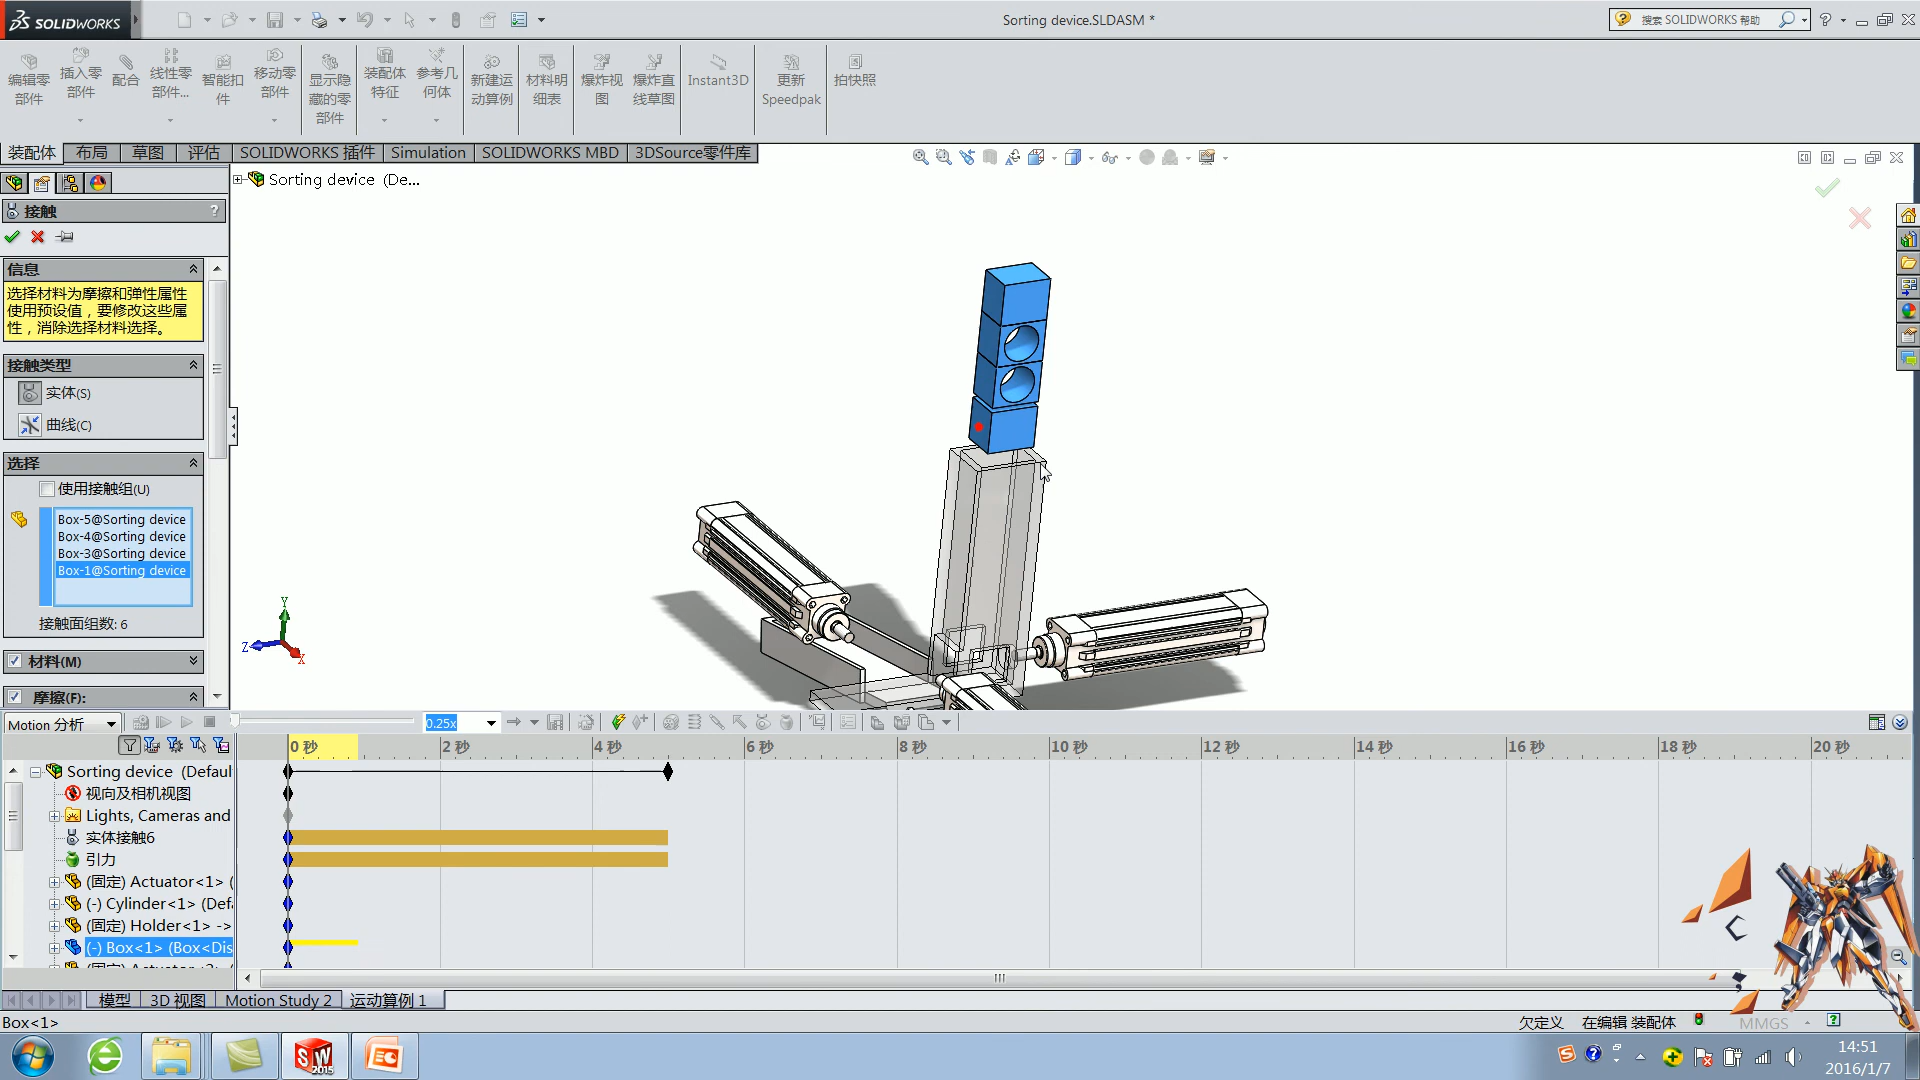 SOLIDWORKS
Sorting device.SLDASM *
搜索 SOLIDWORKS 帮助
编辑零部件
插入零部件
配合
线性零部件...
智能扣件
移动零部件
显示隐藏的零部件
装配体特征
参考几何体
新建运动算例
材料明细表
爆炸视图
爆炸直线草图
Instant3D
更新 Speedpak
拍快照
装配体 布局 草图 评估 SOLIDWORKS 插件 Simulation SOLIDWORKS MBD 3DSource零件库
Sorting device (De...
接触 ?
信息
选择材料为摩擦和弹性属性
使用预设值，要修改这些属
性，消除选择材料选择。
接触类型
实体(S)
曲线(C)
选择
使用接触组(U)
Box-5@Sorting device
Box-4@Sorting device
Box-3@Sorting device
Box-1@Sorting device
接触面组数: 6
材料(M)
摩擦(F):
Y
Z
X
Motion 分析
0.25x
0 秒 2 秒 4 秒 6 秒 8 秒 10 秒 12 秒 14 秒 16 秒 18 秒 20 秒
Sorting device (Defaul
视向及相机视图
Lights, Cameras and
实体接触6
引力
(固定) Actuator<1> (
(-) Cylinder<1> (Defa
(固定) Holder<1> ->
(-) Box<1> (Box<Dis
模型 3D 视图 Motion Study 2 运动算例 1
Box<1>
欠定义 在编辑 装配体 MMGS
SW
2015
14:51
2016/1/7